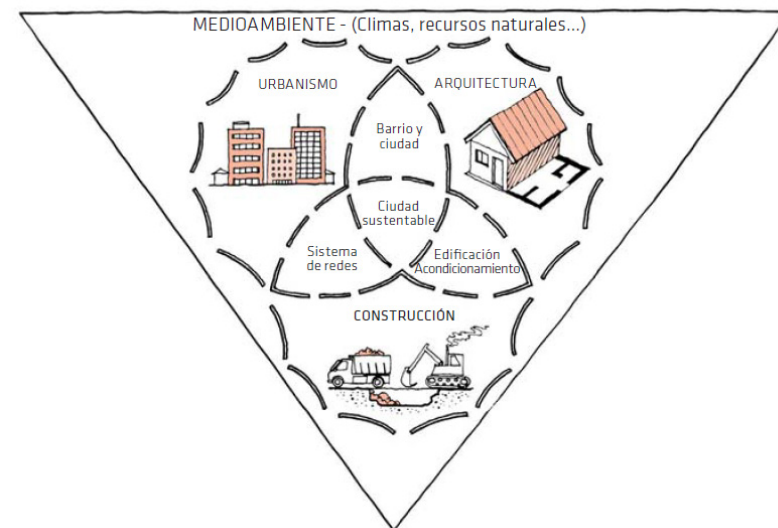 MEDIOAMBIENTE - (Climas, recursos naturales...)
URBANISMO
ARQUITECTURA
Barrio y
ciudad
Ciudad
sustentable
Sistema
de redes
Edificación
Acondicionamiento
CONSTRUCCIÓN